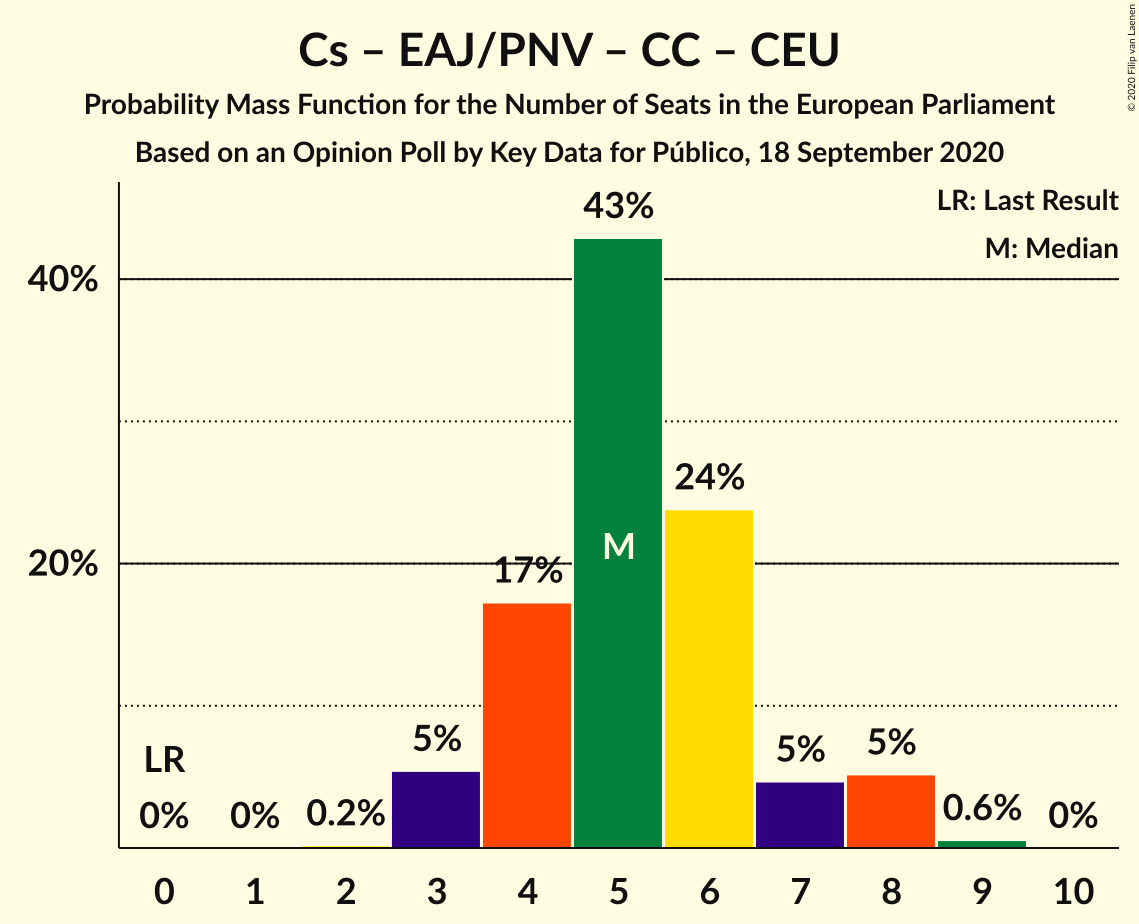 Cs – EAJ/PNV – CC – CEU
Probability Mass Function for the Number of Seats in the European Parliament
Based on an Opinion Poll by Key Data for Público, 18 September 2020
© 2020 Filip van Laenen
LR: Last Result
M: Median
43%
40%
24%
M
20%
17%
5%
5%
5%
LR
0%
0%
0.2%
0.6%
0%
0 1 2 3 4 5 6 7 8 9 10